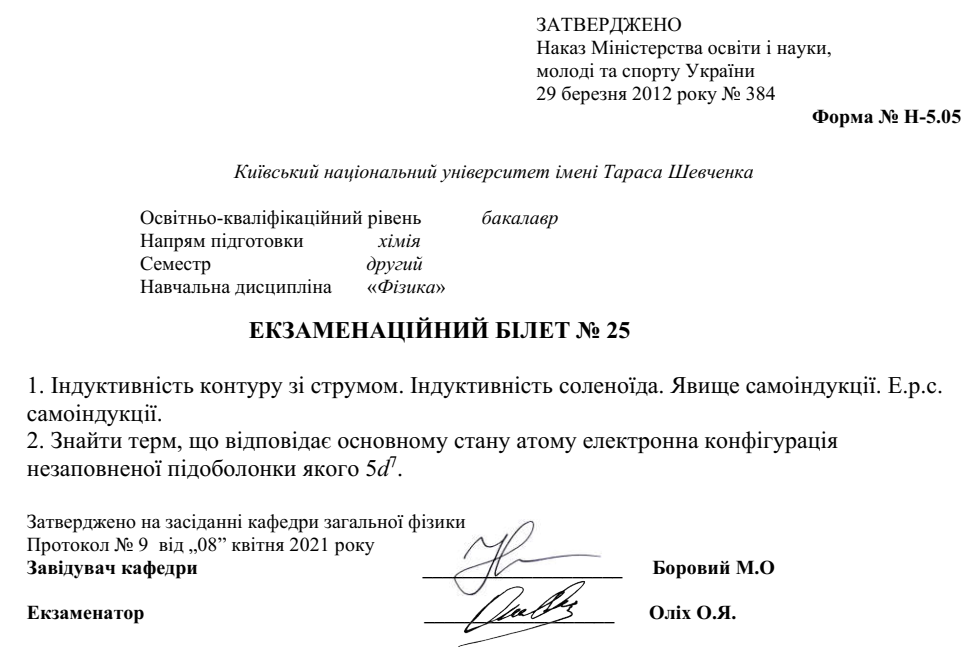 ЗАТВЕРДЖЕНО
Наказ Міністерства освіти і науки,
молоді та спорту України
29 березня 2012 року № 384
Форма № Н-5.05
Київський національний університет імені Тараса Шевченка
Освітньо-кваліфікаційний рівень бакалавр
Напрям підготовки хімія
Семестр другий
Навчальна дисципліна «Фізика»
ЕКЗАМЕНАЦІЙНИЙ БІЛЕТ № 25
1. Індуктивність контуру зі струмом. Індуктивність соленоїда. Явище самоіндукції. Е.р.с.
самоіндукції.
2. Знайти терм, що відповідає основному стану атому електронна конфігурація
незаповненої підоболонки якого 5d⁷.
Затверджено на засіданні кафедри загальної фізики
Протокол № 9 від „08” квітня 2021 року
Завідувач кафедри Боровий М.О
Екзаменатор Оліх О.Я.